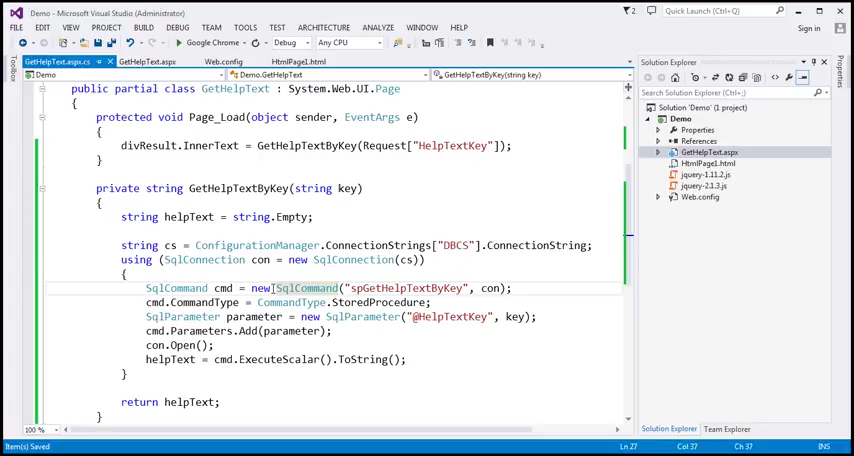 Demo - Microsoft Visual Studio (Administrator)
2
Quick Launch (Ctrl+Q)
FILE EDIT VIEW PROJECT BUILD DEBUG TEAM TOOLS TEST ARCHITECTURE ANALYZE WINDOW HELP
Sign in
Google Chrome Debug Any CPU
Toolbox
GetHelpText.aspx.cs GetHelpText.aspx Web.config HtmlPage1.html
Demo Demo.GetHelpText GetHelpTextByKey(string key)
public partial class GetHelpText : System.Web.UI.Page
{
protected void Page_Load(object sender, EventArgs e)
{
divResult.InnerText = GetHelpTextByKey(Request["HelpTextKey"]);
}
private string GetHelpTextByKey(string key)
{
string helpText = string.Empty;
string cs = ConfigurationManager.ConnectionStrings["DBCS"].ConnectionString;
using (SqlConnection con = new SqlConnection(cs))
{
SqlCommand cmd = new SqlCommand("spGetHelpTextByKey", con);
cmd.CommandType = CommandType.StoredProcedure;
SqlParameter parameter = new SqlParameter("@HelpTextKey", key);
cmd.Parameters.Add(parameter);
con.Open();
helpText = cmd.ExecuteScalar().ToString();
}
return helpText;
}
100 %
Solution Explorer
Search Solution Explorer (Ctrl+;)
Solution 'Demo' (1 project)
Demo
Properties
References
GetHelpText.aspx
HtmlPage1.html
jquery-1.11.2.js
jquery-2.1.3.js
Web.config
Solution Explorer Team Explorer
Properties
Item(s) Saved Ln 27 Col 37 Ch 37 INS